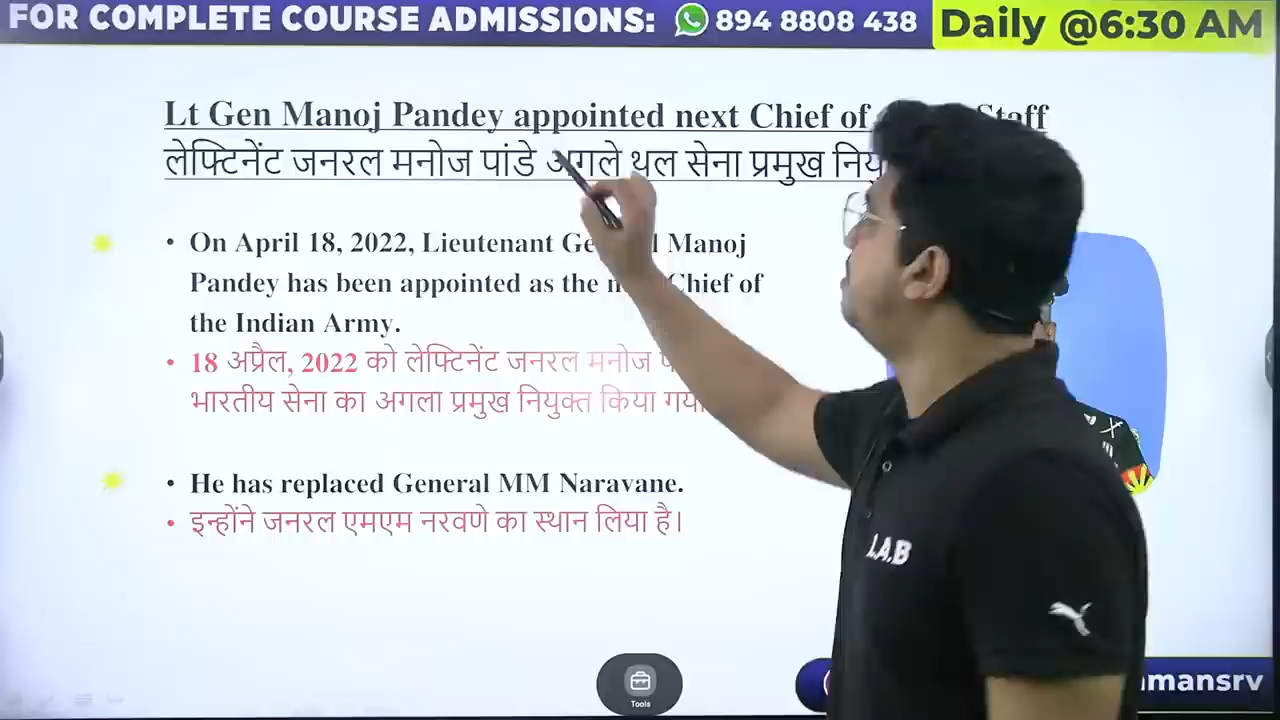 FOR COMPLETE COURSE ADMISSIONS: 894 8808 438
Daily @6:30 AM
Lt Gen Manoj Pandey appointed next Chief of Staff
लेफ्टिनेंट जनरल मनोज पांडे अगले थल सेना प्रमुख
• On April 18, 2022, Lieutenant Manoj
Pandey has been appointed as the Chief of
the Indian Army.
• 18 अप्रैल, 2022 को लेफ्टिनेंट जनरल मनोज
भारतीय सेना का अगला प्रमुख नियुक्त किया गया
• He has replaced General MM Naravane.
• इन्होंने जनरल एमएम नरवणे का स्थान लिया है।
L.A.B
Tools